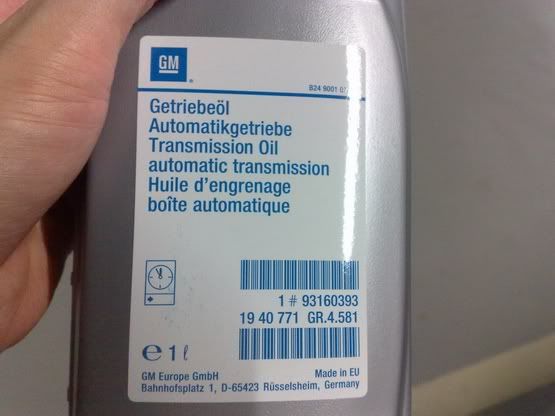 GM
B24 9001
Getriebeöl
Automatikgetriebe
Transmission Oil
automatic transmission
Huile d'engrenage
boîte automatique
1 # 93160393
19 40 771 GR.4.581
e 1 ℓ
GM Europe GmbH
Made in EU
Bahnhofsplatz 1, D-65423 Rüsselsheim, Germany